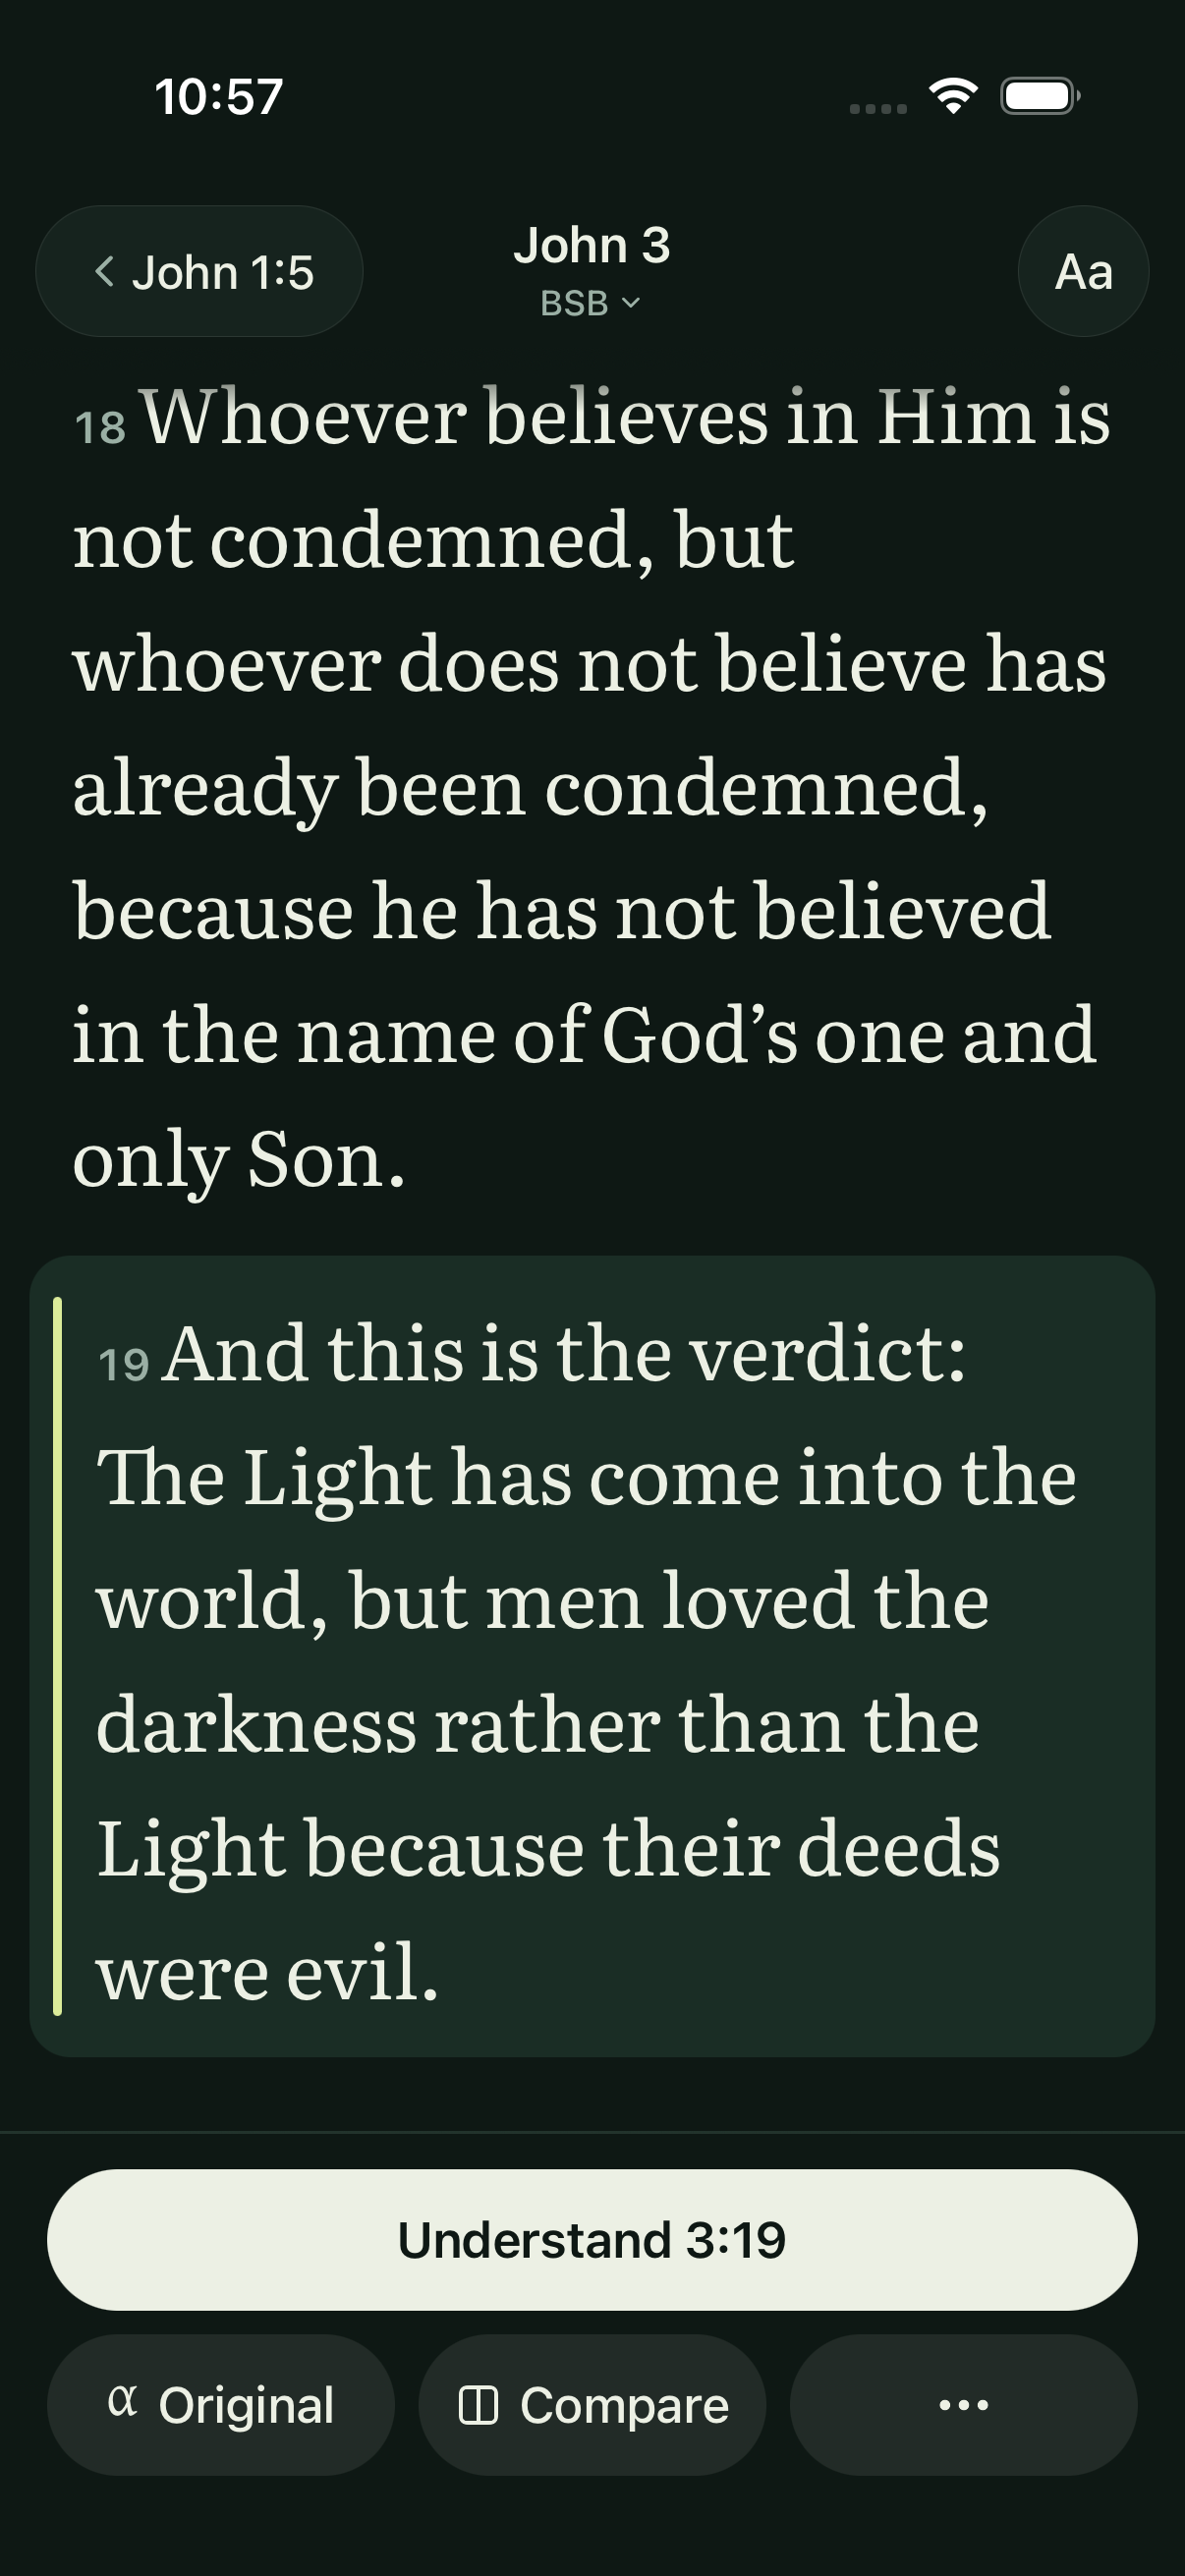 10:57
John 1:5
John 3
BSB
Aa
18 Whoever believes in Him is
not condemned, but
whoever does not believe has
already been condemned,
because he has not believed
in the name of God’s one and
only Son.
19 And this is the verdict:
The Light has come into the
world, but men loved the
darkness rather than the
Light because their deeds
were evil.
Understand 3:19
α Original
Compare
...